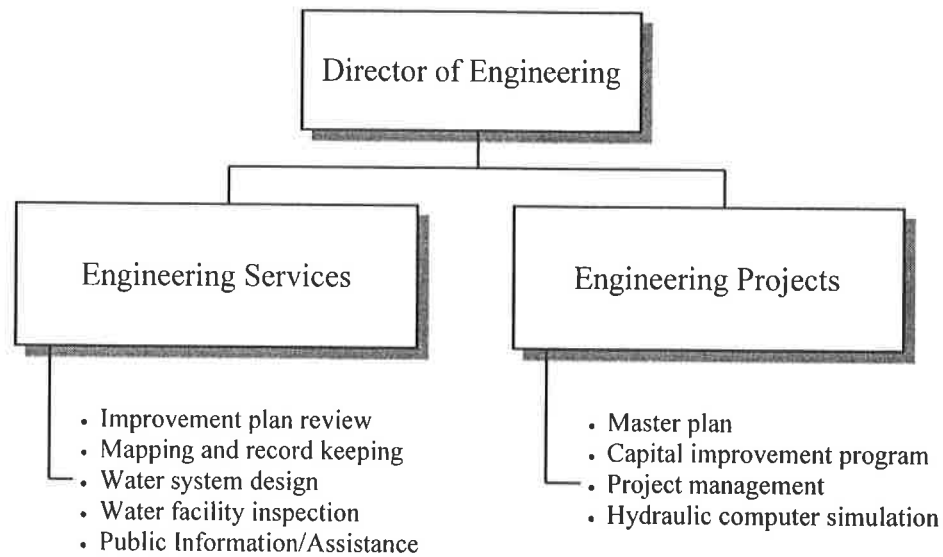 Director of Engineering
Engineering Services
Engineering Projects
• Improvement plan review
• Mapping and record keeping
• Water system design
• Water facility inspection
• Public Information/Assistance
• Master plan
• Capital improvement program
• Project management
• Hydraulic computer simulation